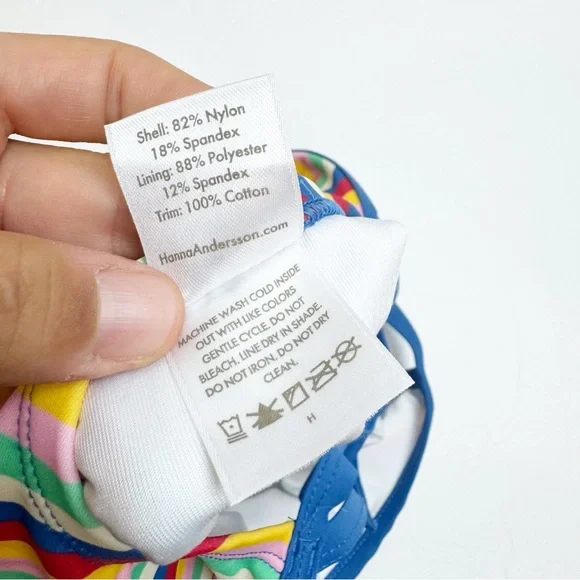 Shell: 82% Nylon
18% Spandex
Lining: 88% Polyester
12% Spandex
Trim: 100% Cotton
HannaAndersson.com
MACHINE WASH COLD INSIDE
OUT WITH LIKE COLORS
GENTLE CYCLE. DO NOT
BLEACH. LINE DRY IN SHADE.
DO NOT IRON. DO NOT DRY
CLEAN.
H